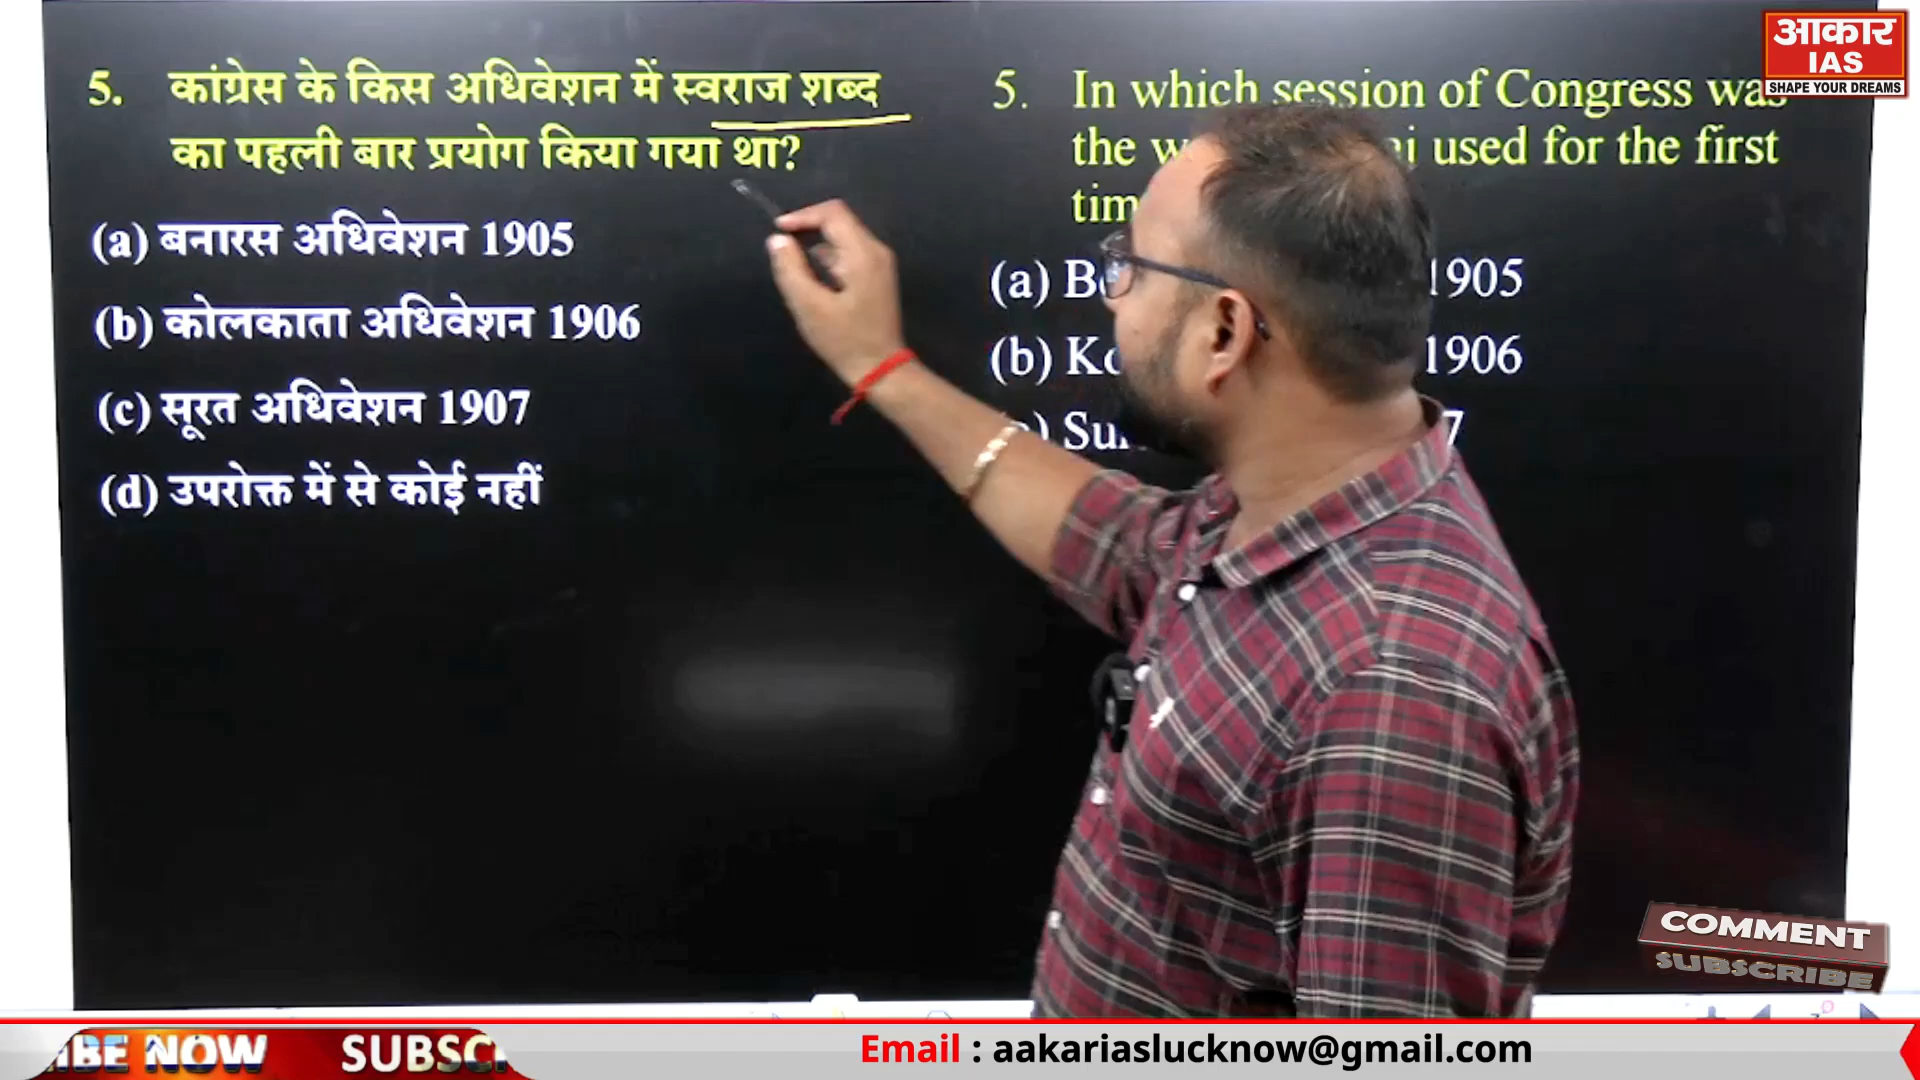 5. कांग्रेस के किस अधिवेशन में स्वराज शब्द
का पहली बार प्रयोग किया गया था?
(a) बनारस अधिवेशन 1905
(b) कोलकाता अधिवेशन 1906
(c) सूरत अधिवेशन 1907
(d) उपरोक्त में से कोई नहीं
5. In which session of Congress was
the used for the first
(a) 1905
(b) 1906
आकार
IAS
SHAPE YOUR DREAMS
COMMENT
SUBSCRIBE
NOW
Email : aakariaslucknow@gmail.com